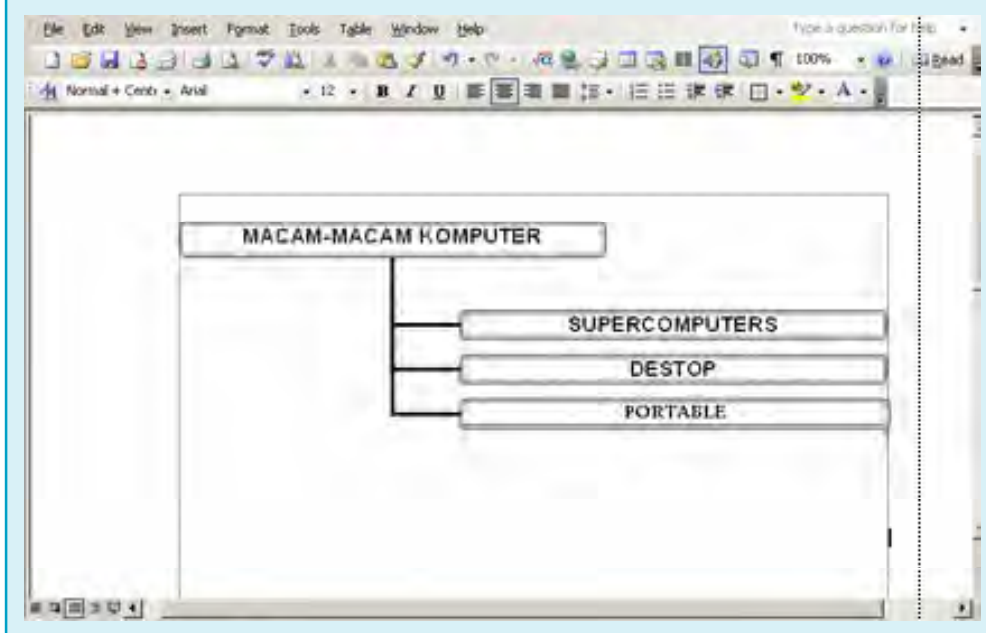 File Edit View Insert Format Tools Table Window Help Type a question for help
100% Read
Normal + Cent Arial 12 B I U A
MACAM-MACAM KOMPUTER
SUPERCOMPUTERS
DESTOP
PORTABLE